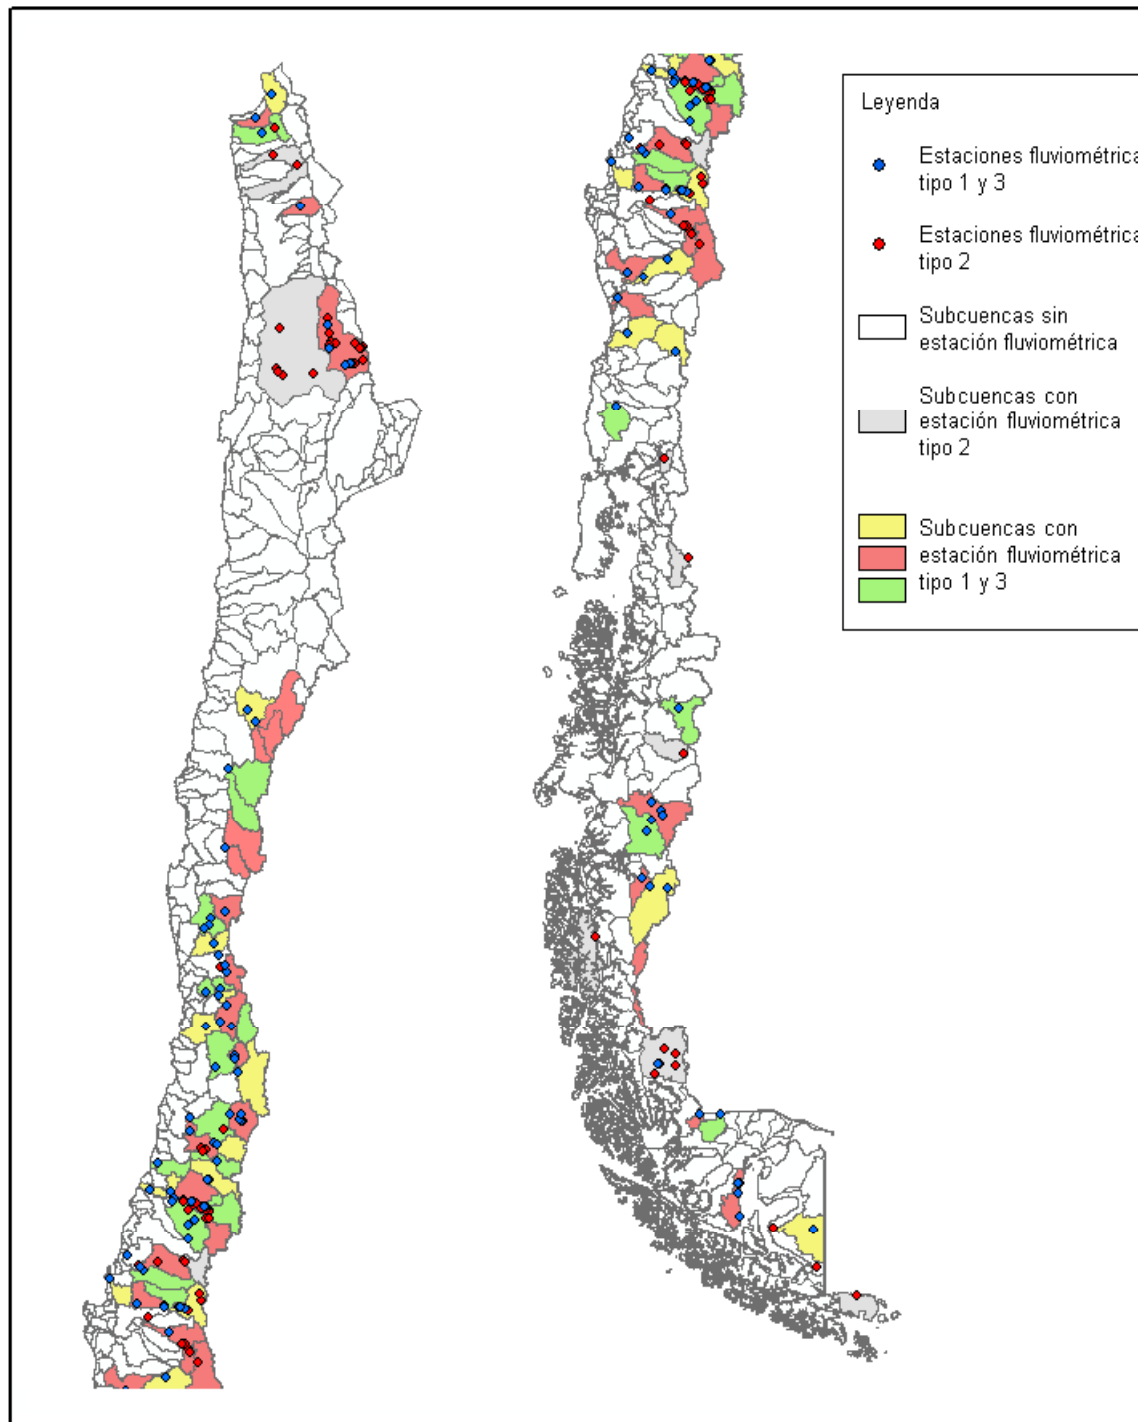 Leyenda
Estaciones fluviométrica
tipo 1 y 3
Estaciones fluviométrica
tipo 2
Subcuencas sin
estación fluviométrica
Subcuencas con
estación fluviométrica
tipo 2
Subcuencas con
estación fluviométrica
tipo 1 y 3